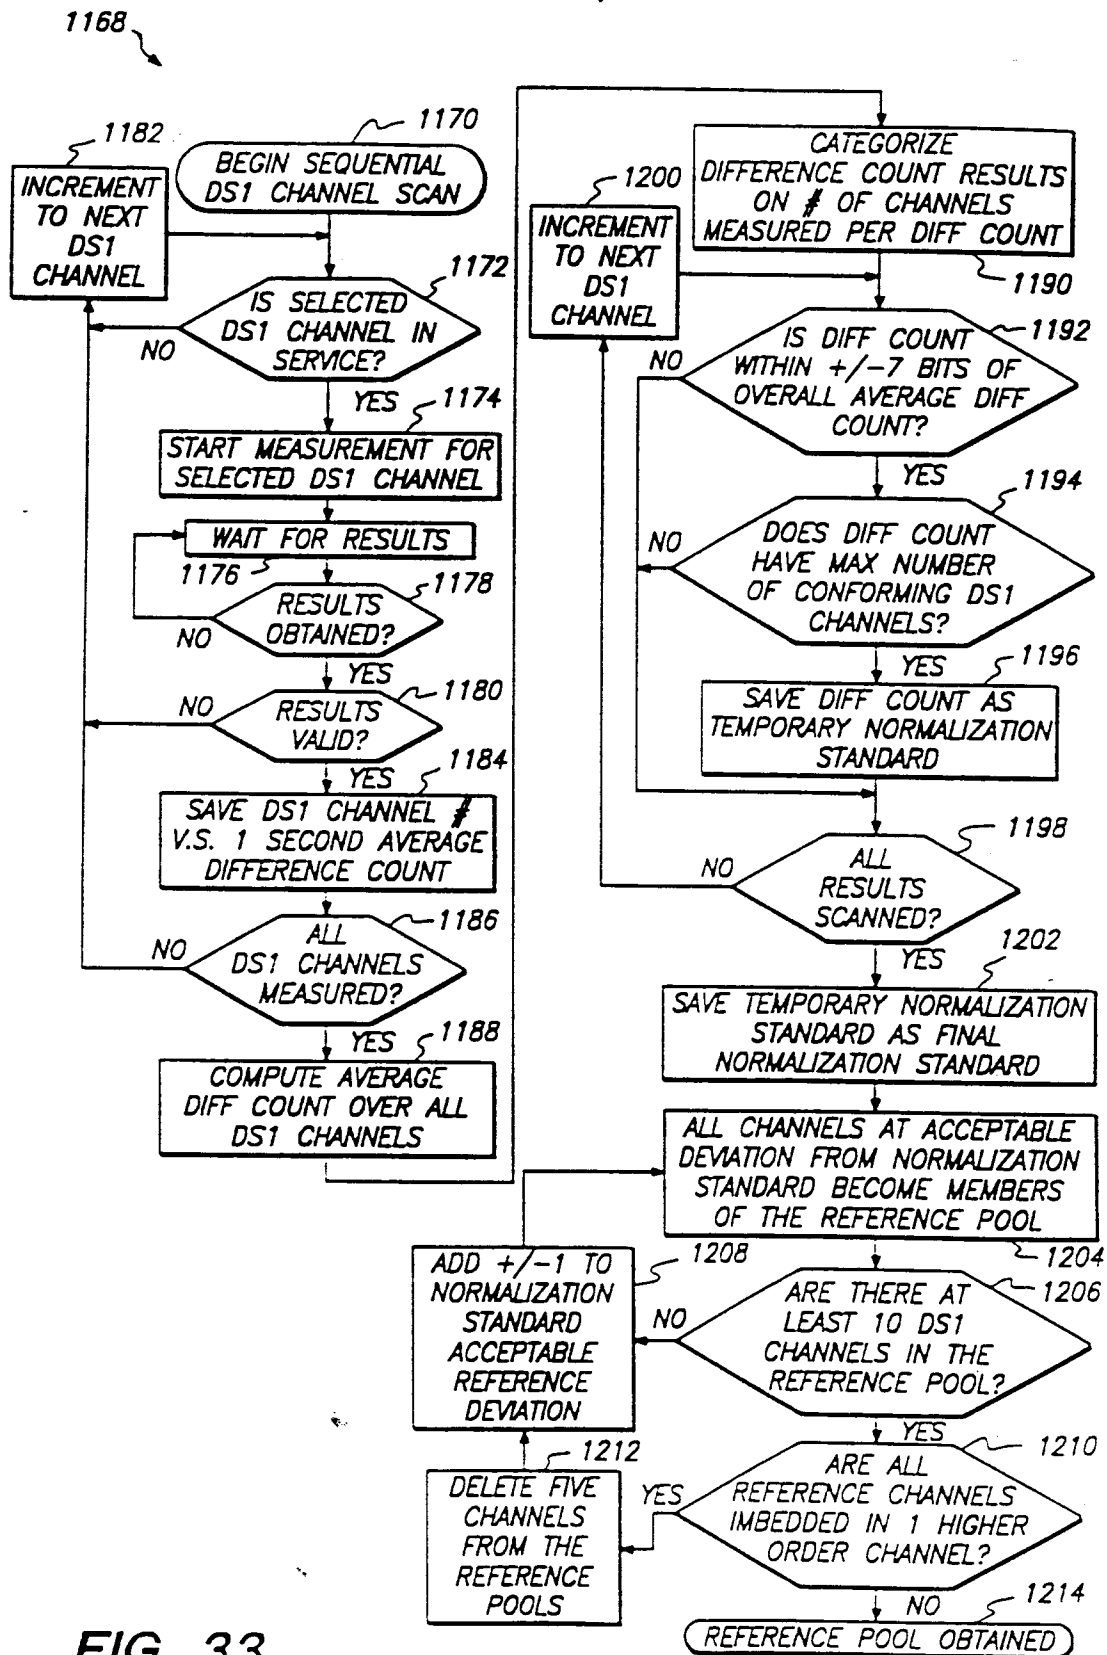 1168
1170
BEGIN SEQUENTIAL
DS1 CHANNEL SCAN
1182
INCREMENT
TO NEXT
DS1
CHANNEL
1172
IS SELECTED
DS1 CHANNEL IN
SERVICE?
NO
YES
1174
START MEASUREMENT FOR
SELECTED DS1 CHANNEL
WAIT FOR RESULTS
1176
1178
RESULTS
OBTAINED?
NO
YES
1180
RESULTS
VALID?
NO
YES
1184
SAVE DS1 CHANNEL #
V.S. 1 SECOND AVERAGE
DIFFERENCE COUNT
1186
ALL
DS1 CHANNELS
MEASURED?
NO
YES
1188
COMPUTE AVERAGE
DIFF COUNT OVER ALL
DS1 CHANNELS
CATEGORIZE
DIFFERENCE COUNT RESULTS
ON # OF CHANNELS
MEASURED PER DIFF COUNT
1190
1200
INCREMENT
TO NEXT
DS1
CHANNEL
1192
IS DIFF COUNT
WITHIN +/-7 BITS OF
OVERALL AVERAGE DIFF
COUNT?
NO
YES
1194
DOES DIFF COUNT
HAVE MAX NUMBER
OF CONFORMING DS1
CHANNELS?
NO
YES
1196
SAVE DIFF COUNT AS
TEMPORARY NORMALIZATION
STANDARD
1198
ALL
RESULTS
SCANNED?
NO
YES
1202
SAVE TEMPORARY NORMALIZATION
STANDARD AS FINAL
NORMALIZATION STANDARD
ALL CHANNELS AT ACCEPTABLE
DEVIATION FROM NORMALIZATION
STANDARD BECOME MEMBERS
OF THE REFERENCE POOL
1204
1208
ADD +/-1 TO
NORMALIZATION
STANDARD
ACCEPTABLE
REFERENCE
DEVIATION
1206
ARE THERE AT
LEAST 10 DS1
CHANNELS IN THE
REFERENCE POOL?
NO
YES
1210
ARE ALL
REFERENCE CHANNELS
IMBEDDED IN 1 HIGHER
ORDER CHANNEL?
YES
NO
1212
DELETE FIVE
CHANNELS
FROM THE
REFERENCE
POOLS
1214
REFERENCE POOL OBTAINED
FIG. 33